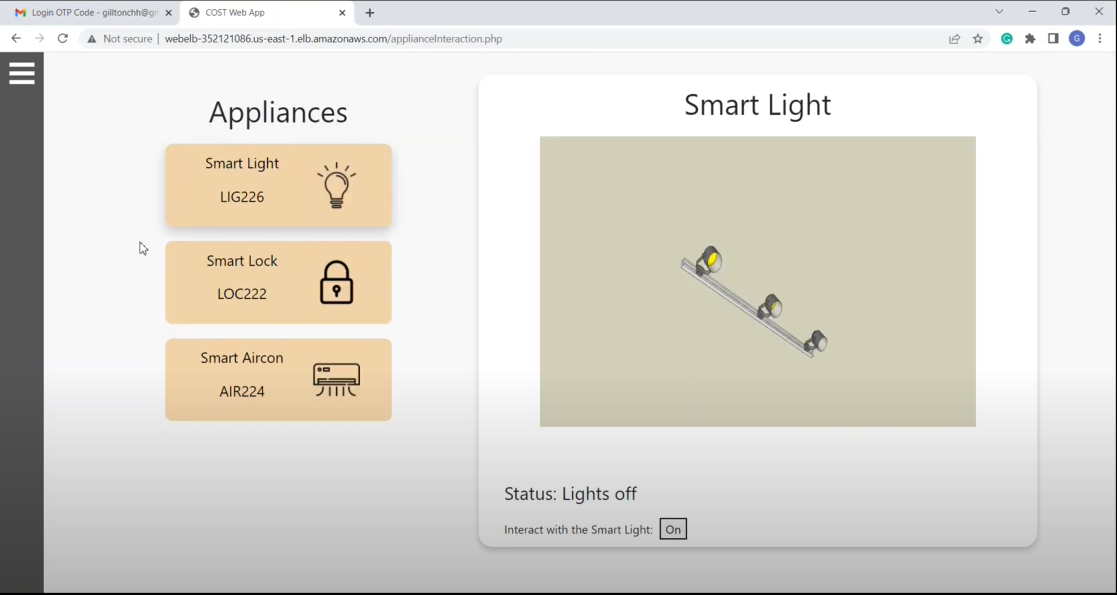 Login OTP Code - gilltonchh@gm
COST Web App
Not secure
webelb-352121086.us-east-1.elb.amazonaws.com/applianceInteraction.php
G
G
Appliances
Smart Light
LIG226
Smart Lock
LOC222
Smart Aircon
AIR224
Smart Light
Status: Lights off
Interact with the Smart Light: On